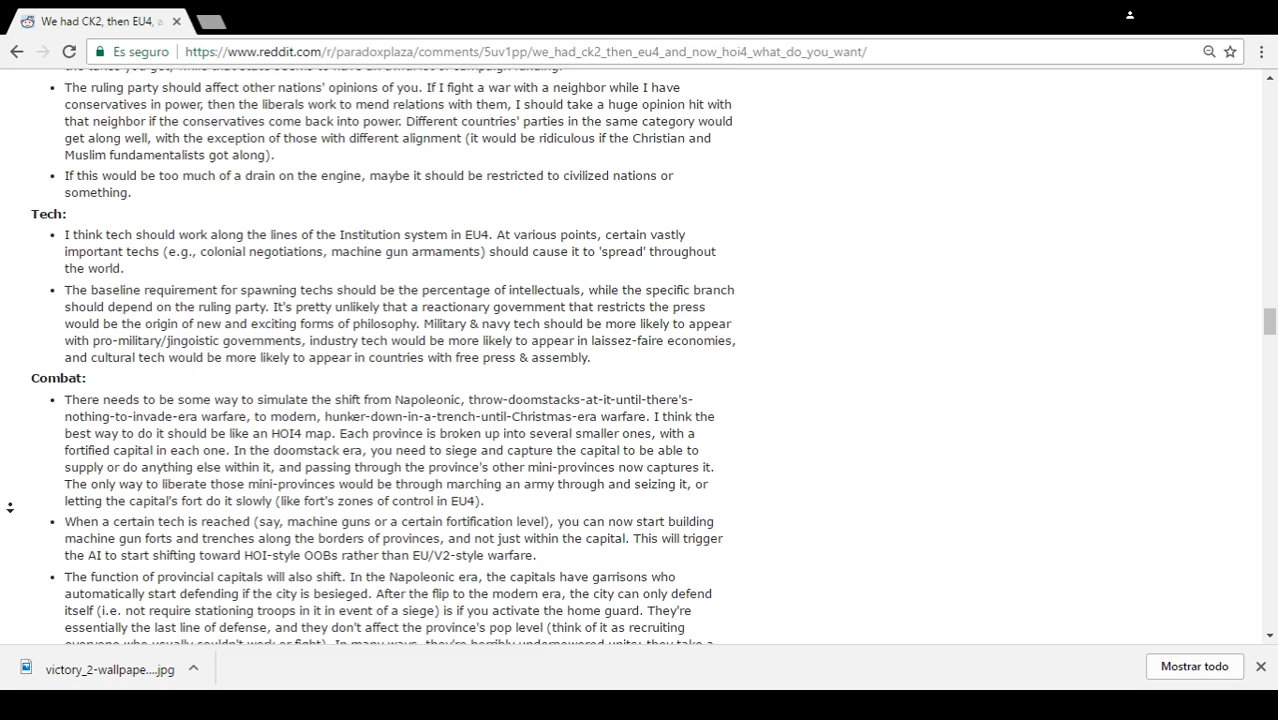 We had CK2, then EU4, a
Es seguro https://www.reddit.com/r/paradoxplaza/comments/5uv1pp/we_had_ck2_then_eu4_and_now_hoi4_what_do_you_want/
• The ruling party should affect other nations' opinions of you. If I fight a war with a neighbor while I have
conservatives in power, then the liberals work to mend relations with them, I should take a huge opinion hit with
that neighbor if the conservatives come back into power. Different countries' parties in the same category would
get along well, with the exception of those with different alignment (it would be ridiculous if the Christian and
Muslim fundamentalists got along).
• If this would be too much of a drain on the engine, maybe it should be restricted to civilized nations or
something.
Tech:
• I think tech should work along the lines of the Institution system in EU4. At various points, certain vastly
important techs (e.g., colonial negotiations, machine gun armaments) should cause it to 'spread' throughout
the world.
• The baseline requirement for spawning techs should be the percentage of intellectuals, while the specific branch
should depend on the ruling party. It's pretty unlikely that a reactionary government that restricts the press
would be the origin of new and exciting forms of philosophy. Military & navy tech should be more likely to appear
with pro-military/jingoistic governments, industry tech would be more likely to appear in laissez-faire economies,
and cultural tech would be more likely to appear in countries with free press & assembly.
Combat:
• There needs to be some way to simulate the shift from Napoleonic, throw-doomstacks-at-it-until-there's-
nothing-to-invade-era warfare, to modern, hunker-down-in-a-trench-until-Christmas-era warfare. I think the
best way to do it should be like an HOI4 map. Each province is broken up into several smaller ones, with a
fortified capital in each one. In the doomstack era, you need to siege and capture the capital to be able to
supply or do anything else within it, and passing through the province's other mini-provinces now captures it.
The only way to liberate those mini-provinces would be through marching an army through and seizing it, or
letting the capital's fort do it slowly (like fort's zones of control in EU4).
• When a certain tech is reached (say, machine guns or a certain fortification level), you can now start building
machine gun forts and trenches along the borders of provinces, and not just within the capital. This will trigger
the AI to start shifting toward HOI-style OOBs rather than EU/V2-style warfare.
• The function of provincial capitals will also shift. In the Napoleonic era, the capitals have garrisons who
automatically start defending if the city is besieged. After the flip to the modern era, the city can only defend
itself (i.e. not require stationing troops in it in event of a siege) is if you activate the home guard. They're
essentially the last line of defense, and they don't affect the province's pop level (think of it as recruiting
everyone who usually couldn't work or fight). In many ways, they're horribly underpowered units; they take a
victory_2-wallpape....jpg
Mostrar todo